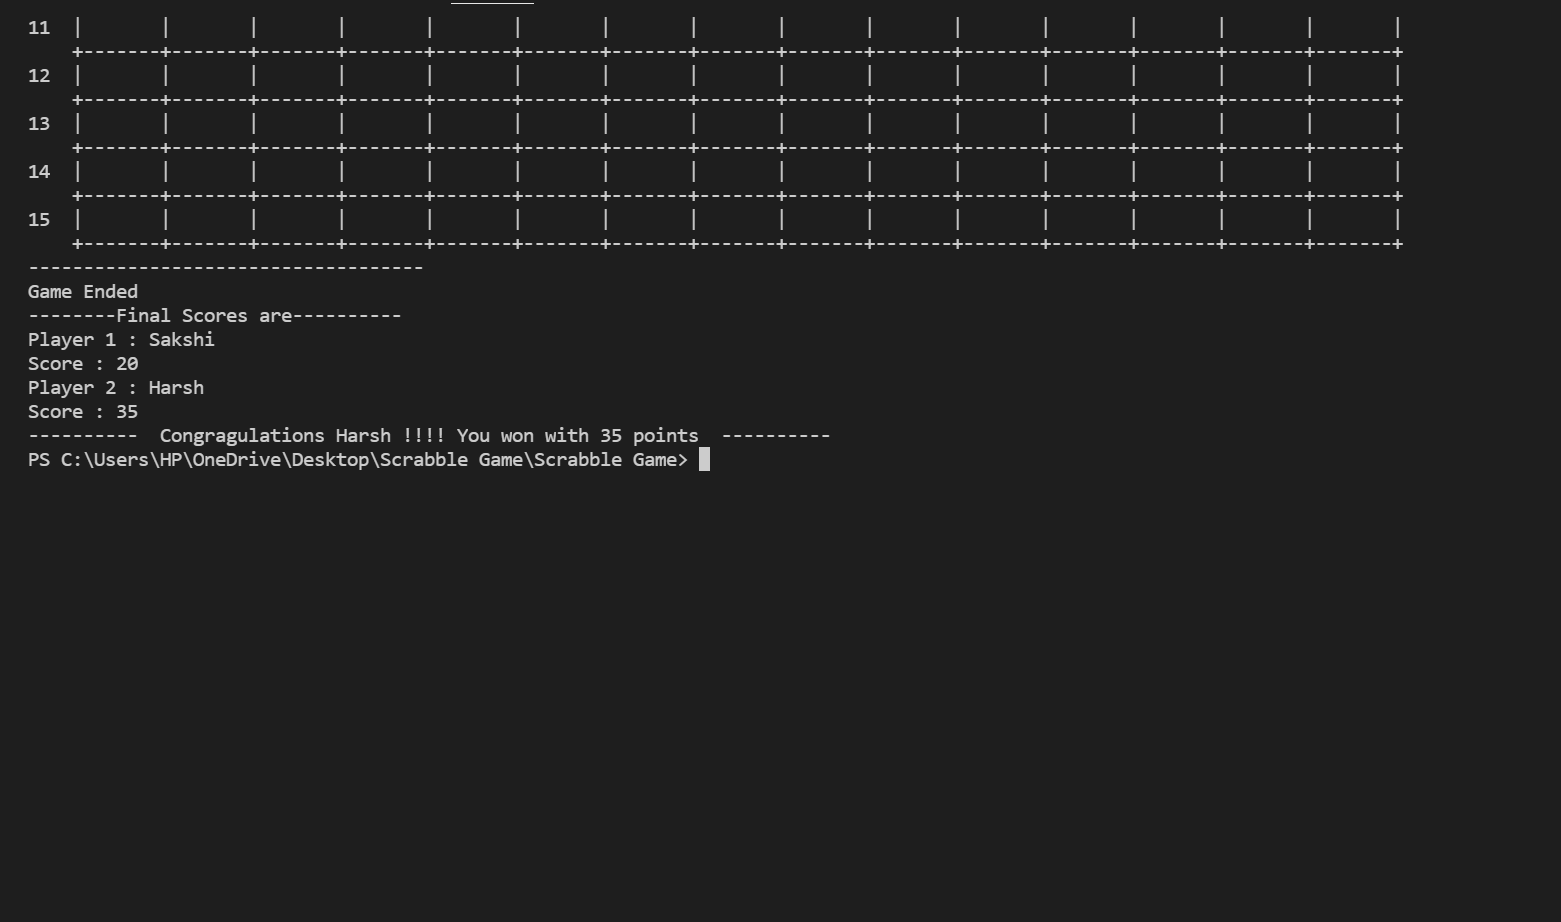 11  |       |       |       |       |       |       |       |       |       |       |       |       |       |       |       |
    +-------+-------+-------+-------+-------+-------+-------+-------+-------+-------+-------+-------+-------+-------+-------+
12  |       |       |       |       |       |       |       |       |       |       |       |       |       |       |       |
    +-------+-------+-------+-------+-------+-------+-------+-------+-------+-------+-------+-------+-------+-------+-------+
13  |       |       |       |       |       |       |       |       |       |       |       |       |       |       |       |
    +-------+-------+-------+-------+-------+-------+-------+-------+-------+-------+-------+-------+-------+-------+-------+
14  |       |       |       |       |       |       |       |       |       |       |       |       |       |       |       |
    +-------+-------+-------+-------+-------+-------+-------+-------+-------+-------+-------+-------+-------+-------+-------+
15  |       |       |       |       |       |       |       |       |       |       |       |       |       |       |       |
    +-------+-------+-------+-------+-------+-------+-------+-------+-------+-------+-------+-------+-------+-------+-------+
------------------------------------
Game Ended
--------Final Scores are----------
Player 1 : Sakshi
Score : 20
Player 2 : Harsh
Score : 35
----------  Congragulations Harsh !!!! You won with 35 points  ----------
PS C:\Users\HP\OneDrive\Desktop\Scrabble Game\Scrabble Game>